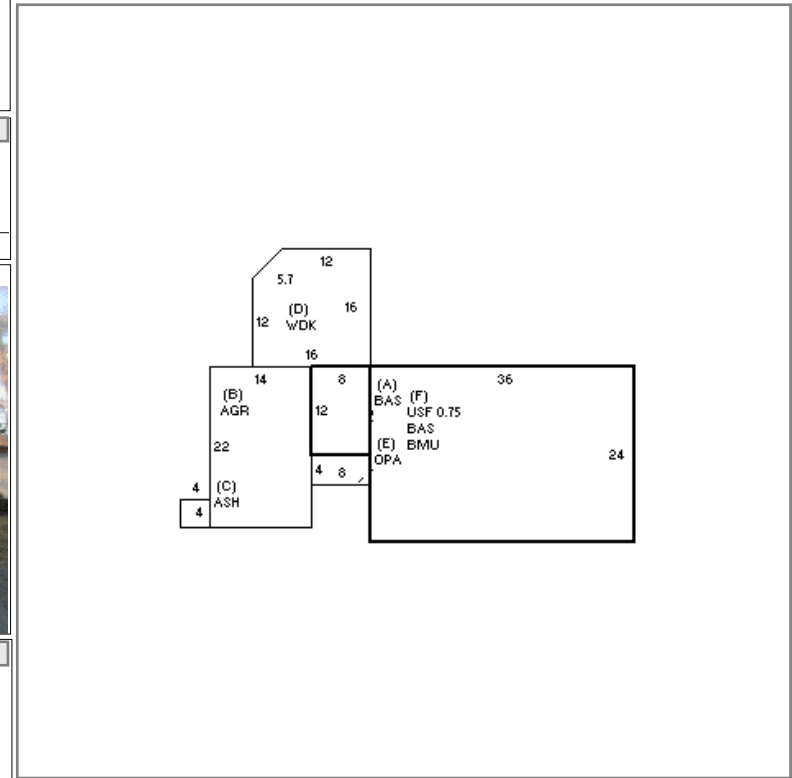 12
5.7
(D)
16
12
WDK
16
14
8
36
(A)
(B)
BAS
(F)
AGR
12
USF 0.75
BAS
22
(E)
BMU
24
OPA
4
8
4
(C)
ASH
4